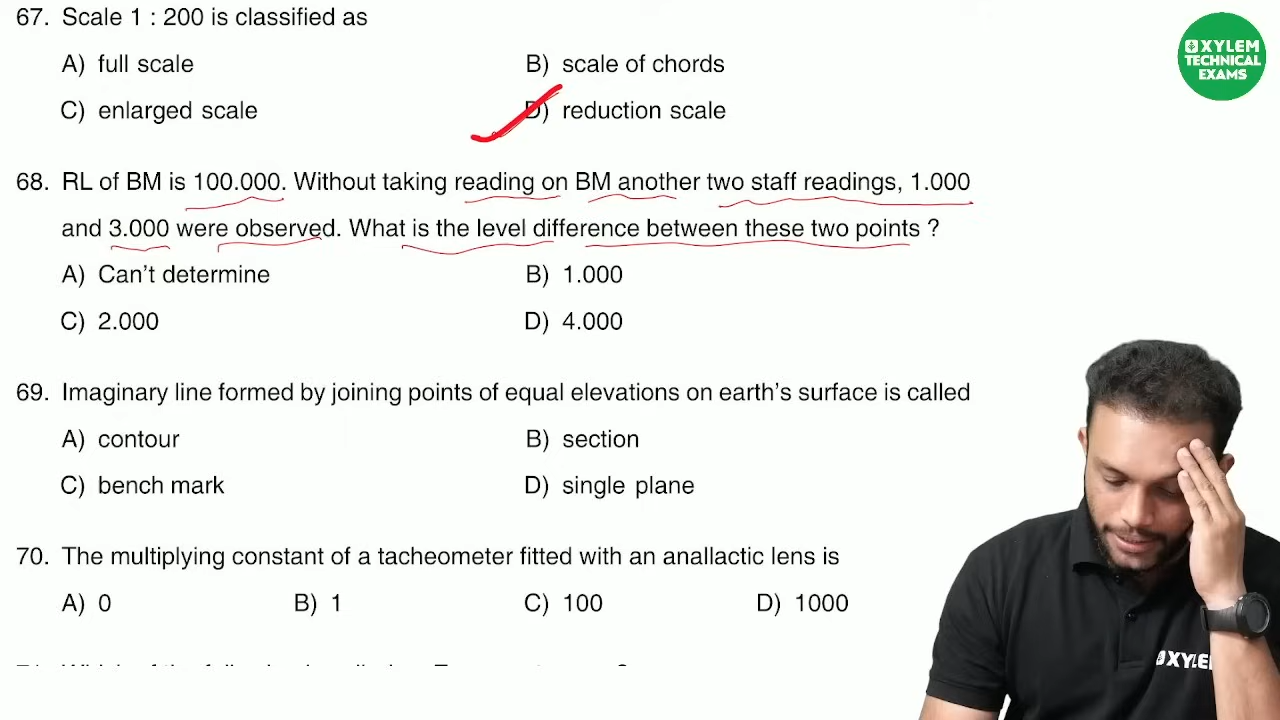 67. Scale 1 : 200 is classified as
A) full scale B) scale of chords
C) enlarged scale D) reduction scale
XYLEM
TECHNICAL
EXAMS
68. RL of BM is 100.000. Without taking reading on BM another two staff readings, 1.000
and 3.000 were observed. What is the level difference between these two points ?
A) Can't determine B) 1.000
C) 2.000 D) 4.000
69. Imaginary line formed by joining points of equal elevations on earth's surface is called
A) contour B) section
C) bench mark D) single plane
70. The multiplying constant of a tacheometer fitted with an anallactic lens is
A) 0 B) 1 C) 100 D) 1000